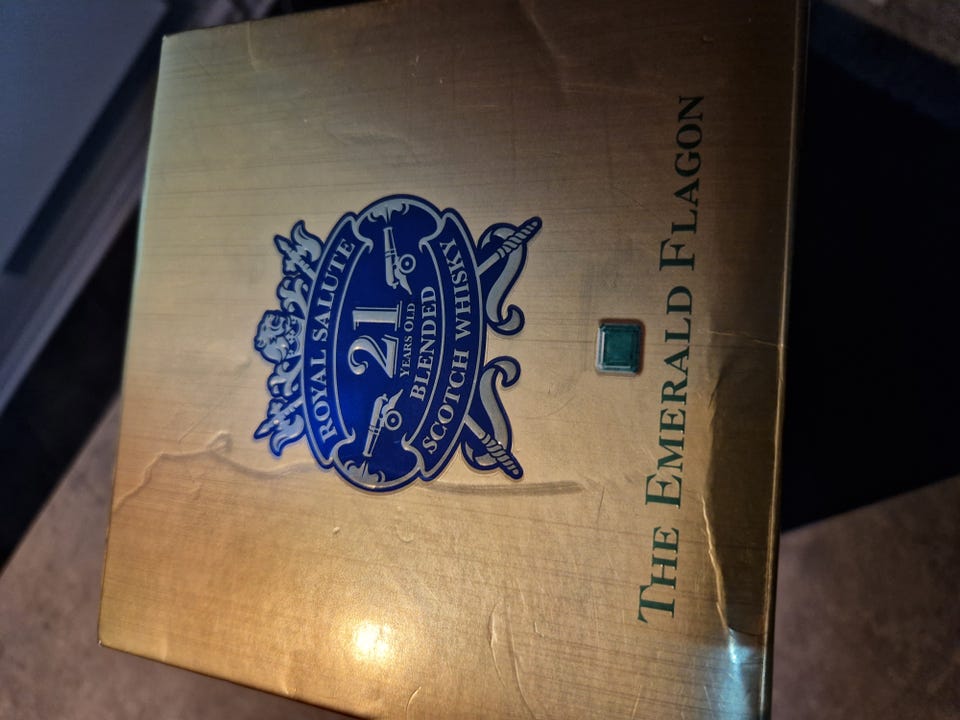 ROYAL SALUTE
21
YEARS OLD
BLENDED
SCOTCH WHISKY
THE EMERALD FLAGON